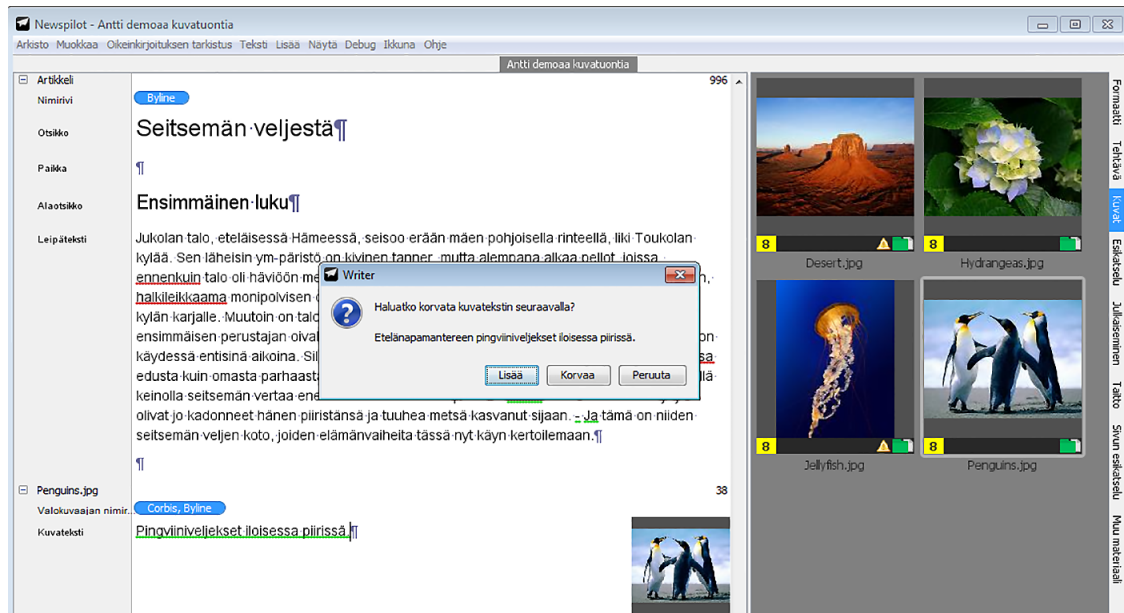 Newspilot - Antti demoaa kuvatuontia
Arkisto Muokkaa Oikeinkirjoituksen tarkistus Teksti Lisää Näytä Debug Ikkuna Ohje
Antti demoaa kuvatuontia
Artikkeli 996
Nimirivi Byline
Otsikko Seitsemän veljestä¶
Paikka ¶
Alaotsikko Ensimmäinen luku¶
Leipäteksti Jukolan talo, eteläisessä Hämeessä, seisoo erään mäen pohjoisella rinteellä, liki Toukolan
kylää. Sen läheisin ym-päristö on kivinen tanner, mutta alempana alkaa pellot, joissa,
ennenkuin talo oli häviöön me n,
halkileikkaama monipolvisen
kylän karjalle. Muutoin on talo
ensimmäisen perustajan oival on
käydessä entisinä aikoina. Sil sa
edusta kuin omasta parhaast llä
keinolla seitsemän vertaa ene
olivat jo kadonneet hänen piiristänsä ja tuuhea metsä kasvanut sijaan. - Ja tämä on niiden
seitsemän veljen koto, joiden elämänvaiheita tässä nyt käyn kertoilemaan.¶
¶
Penguins.jpg 38
Valokuvaajan nimir... Corbis, Byline
Kuvateksti Pingviiniveljekset iloisessa piirissä.¶
Writer
Haluatko korvata kuvatekstin seuraavalla?
Etelänapamantereen pingviiniveljekset iloisessa piirissä.
Lisää Korvaa Peruuta
8 8
Desert.jpg Hydrangeas.jpg
8 8
Jellyfish.jpg Penguins.jpg
Formaatti
Tehtävä
Kuvat
Esikatselu
Julkaiseminen
Taitto
Sivun esikatselu
Muu materiaali